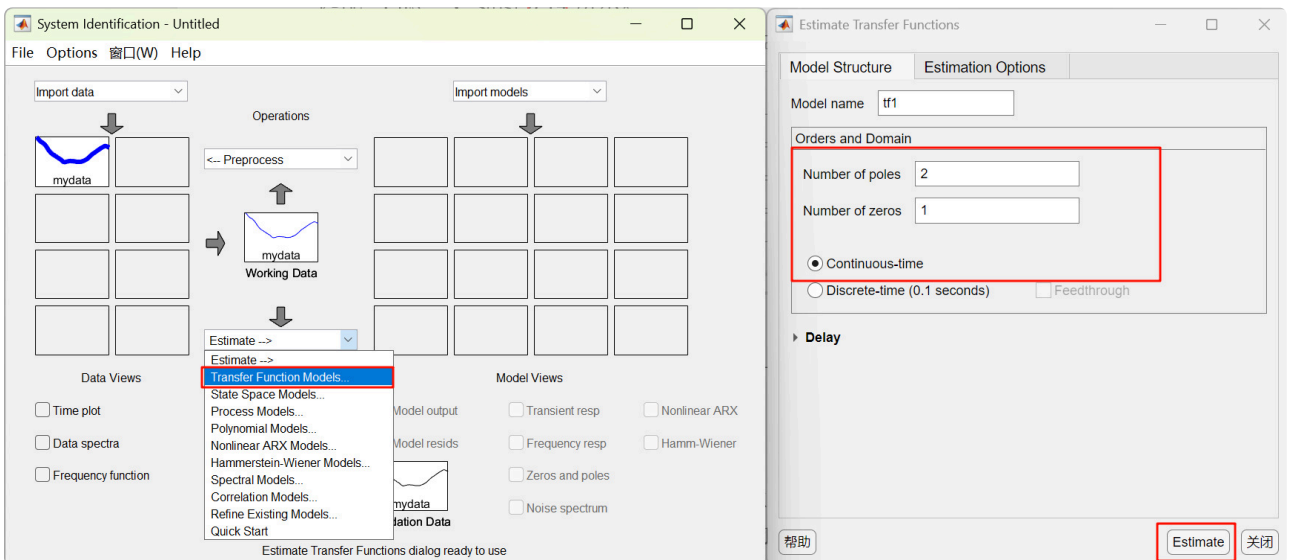 System Identification - Untitled
File Options 窗口(W) Help
Import data
Import models
Operations
mydata
<-- Preprocess
mydata
Working Data
Estimate -->
Estimate -->
Transfer Function Models...
State Space Models...
Process Models...
Polynomial Models...
Nonlinear ARX Models...
Hammerstein-Wiener Models...
Spectral Models...
Correlation Models...
Refine Existing Models...
Quick Start
Data Views
Time plot
Data spectra
Frequency function
Model Views
Model output
Transient resp
Nonlinear ARX
Model resids
Frequency resp
Hamm-Wiener
Zeros and poles
Noise spectrum
mydata
dation Data
Estimate Transfer Functions dialog ready to use
Estimate Transfer Functions
Model Structure
Estimation Options
Model name tf1
Orders and Domain
Number of poles 2
Number of zeros 1
Continuous-time
Discrete-time (0.1 seconds)
Feedthrough
Delay
帮助
Estimate
关闭